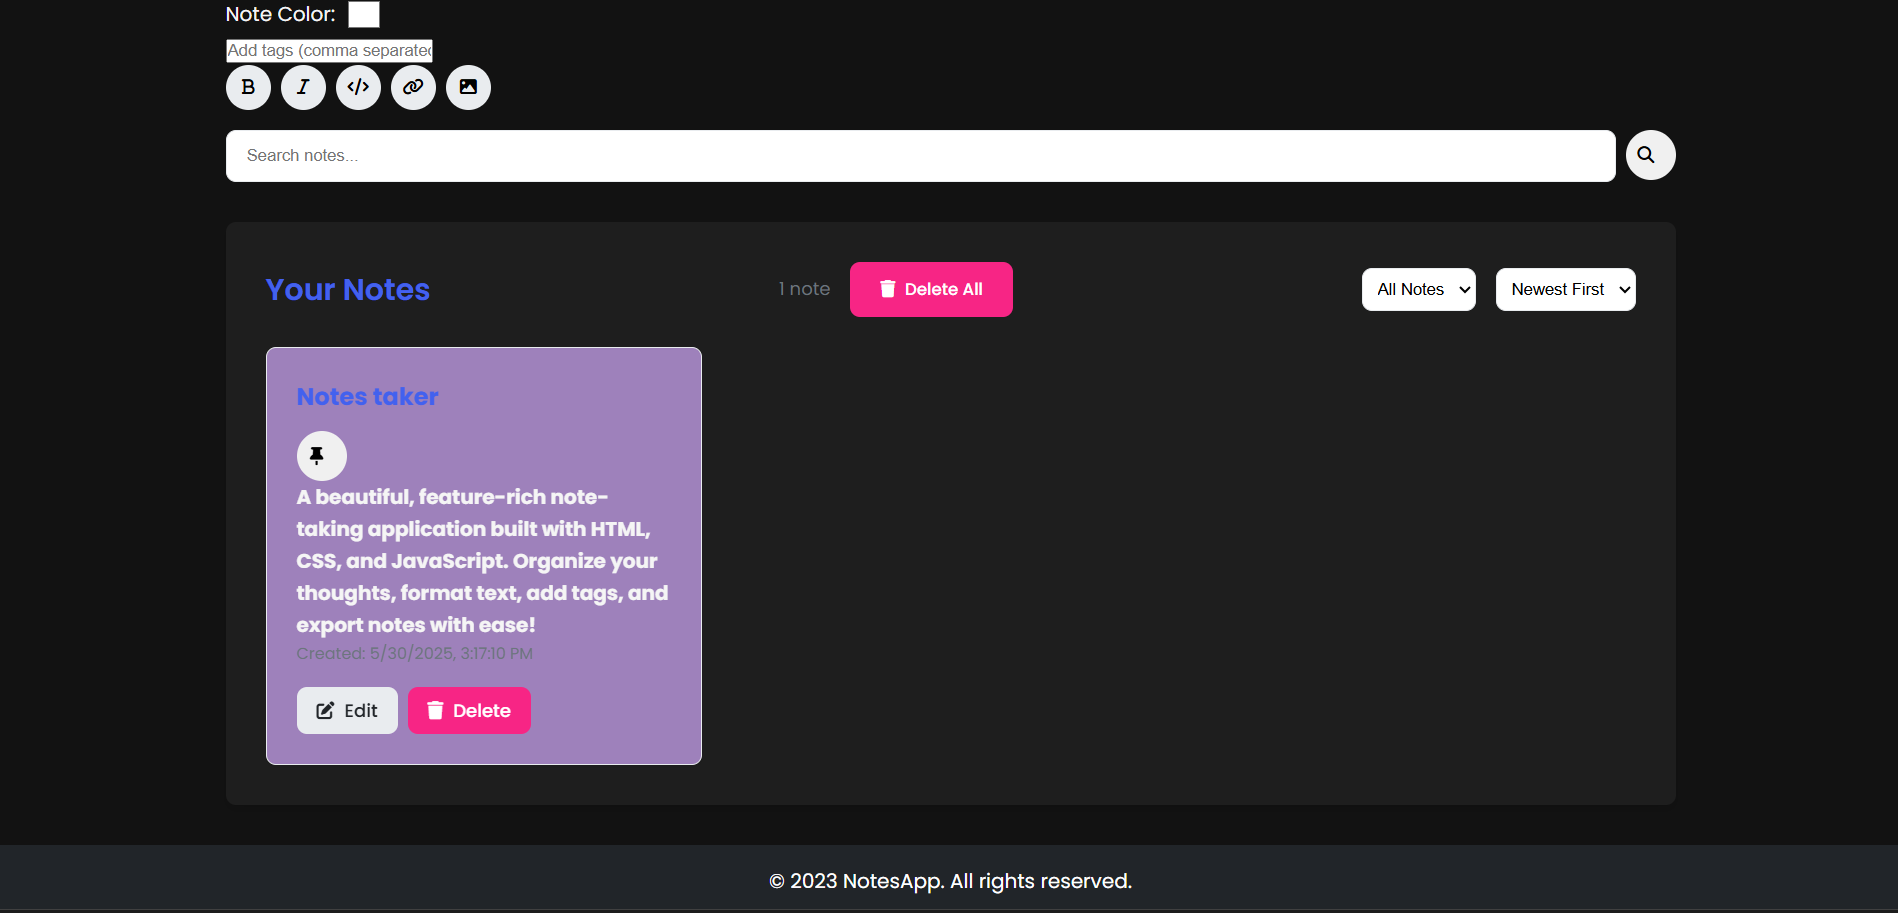 Note Color:
Add tags (comma separated
B I </>
Search notes...
Your Notes
1 note
Delete All
All Notes
Newest First
Notes taker
A beautiful, feature-rich note-
taking application built with HTML,
CSS, and JavaScript. Organize your
thoughts, format text, add tags, and
export notes with ease!
Created: 5/30/2025, 3:17:10 PM
Edit
Delete
© 2023 NotesApp. All rights reserved.